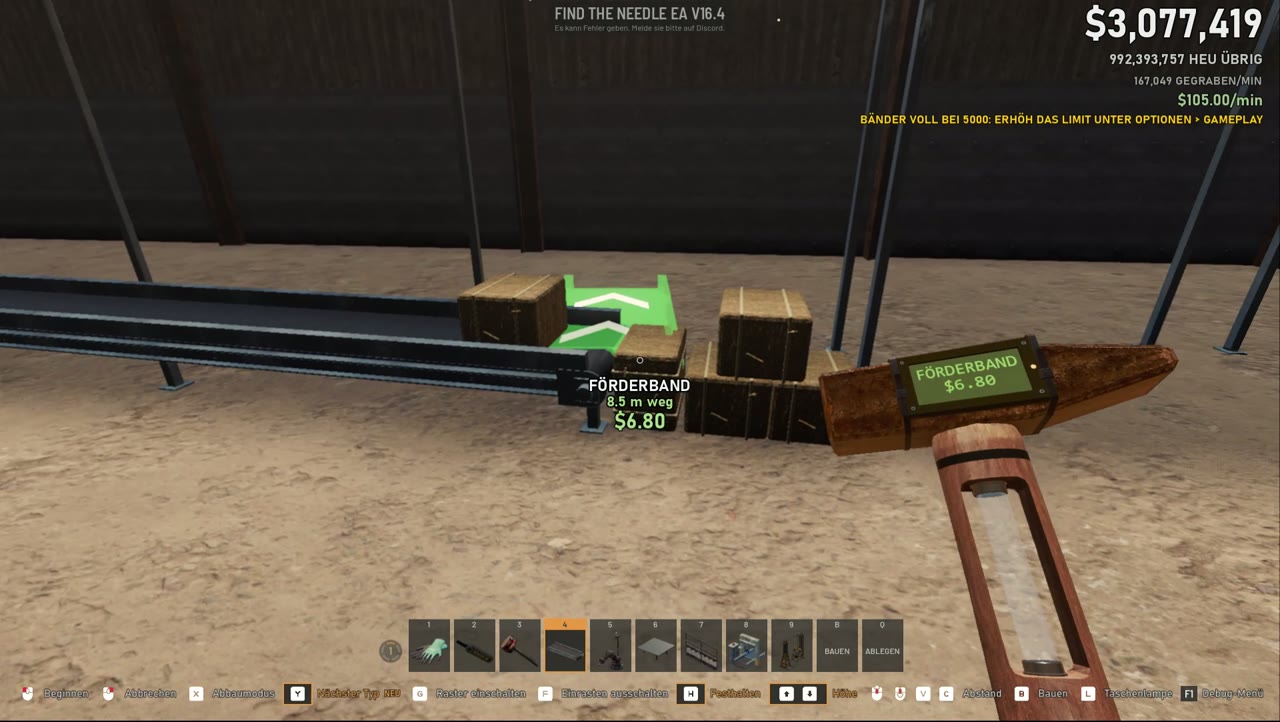 FIND THE NEEDLE EA V16.4
Es kann Fehler geben. Melde sie bitte auf Discord.
$3,077,419
992,393,757 HEU ÜBRIG
167,049 GEGRABEN/MIN
$105.00/min
BÄNDER VOLL BEI 5000: ERHÖH DAS LIMIT UNTER OPTIONEN > GAMEPLAY
FÖRDERBAND
$6.80
FÖRDERBAND
8.5 m weg
$6.80
1 2 3 4 5 6 7 8 9 B Q
1
BAUEN ABLEGEN
Beginnen Abbrechen X Abbaumodus Y Nächster Typ NEU G Raster einschalten F Einrasten ausschalten H Festhalten Höhe V C Abstand B Bauen L Taschenlampe F1 Debug-Menü